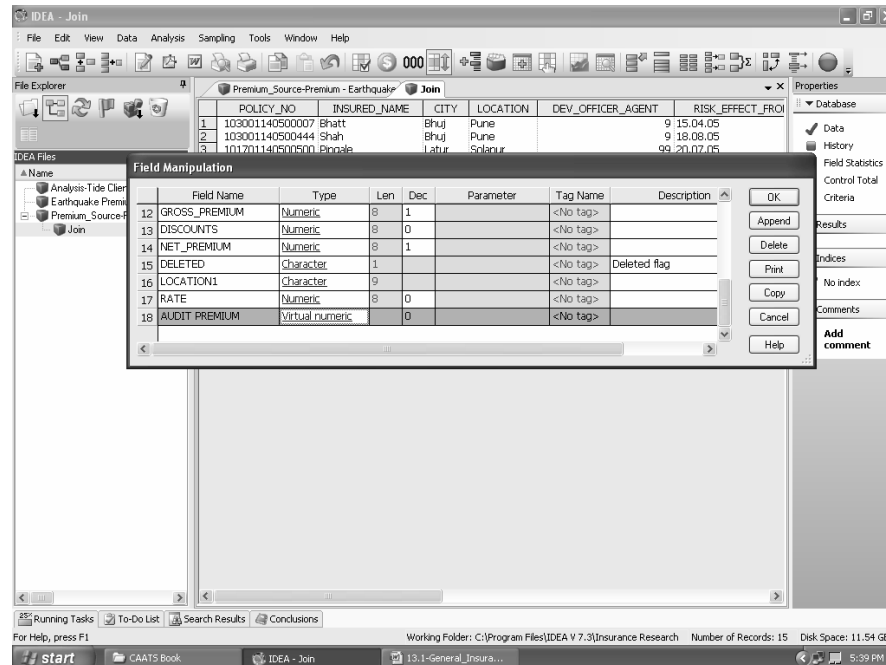 IDEA - Join
File Edit View Data Analysis Sampling Tools Window Help
000
File Explorer
Premium_Source-Premium - Earthquake Join
Properties
Database
Data
History
Field Statistics
Control Total
Criteria
Results
Indices
No index
Comments
Add
comment
POLICY_NO INSURED_NAME CITY LOCATION DEV_OFFICER_AGENT RISK_EFFECT_FRO
1 103001140500007 Bhatt Bhuj Pune 9 15.04.05
2 103001140500444 Shah Bhuj Pune 9 18.08.05
3 101701140500500 Pingale Latur Solapur 99 20.07.05
IDEA Files
Name
Analysis-Tide Clien
Earthquake Premiu
Premium_Source-P
Join
Field Manipulation
Field Name Type Len Dec Parameter Tag Name Description
12 GROSS_PREMIUM Numeric 8 1 <No tag>
13 DISCOUNTS Numeric 8 0 <No tag>
14 NET_PREMIUM Numeric 8 1 <No tag>
15 DELETED Character 1 <No tag> Deleted flag
16 LOCATION1 Character 9 <No tag>
17 RATE Numeric 8 0 <No tag>
18 AUDIT PREMIUM Virtual numeric 0 <No tag>
OK
Append
Delete
Print
Copy
Cancel
Help
Running Tasks To-Do List Search Results Conclusions
For Help, press F1 Working Folder: C:\Program Files\IDEA V 7.3\Insurance Research Number of Records: 15 Disk Space: 11.54 GB
start CAATS Book IDEA - Join 13.1-General_Insura... 5:39 PM